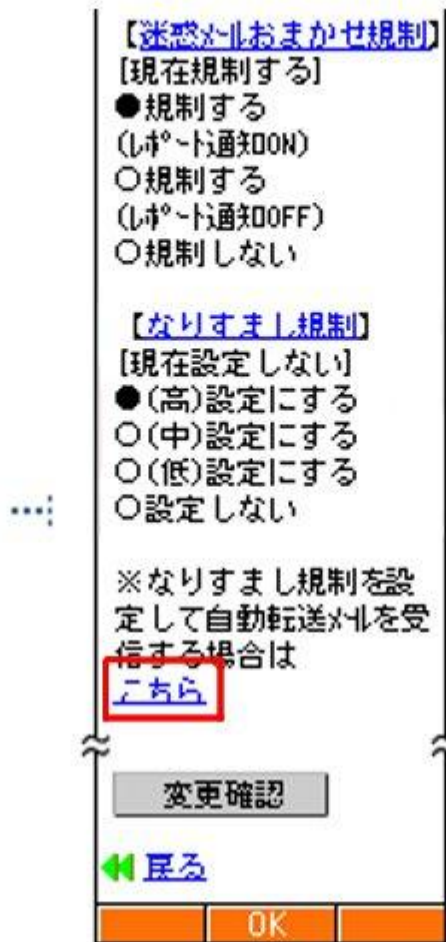 【迷惑ﾒｰﾙおまかせ規制】
[現在規制する]
●規制する
(ﾚﾎﾟｰﾄ通知ON)
○規制する
(ﾚﾎﾟｰﾄ通知OFF)
○規制しない
【なりすまし規制】
[現在設定しない]
●(高)設定にする
○(中)設定にする
○(低)設定にする
○設定しない
※なりすまし規制を設
定して自動転送ﾒｰﾙを受
信する場合は
こちら
変更確認
戻る
OK